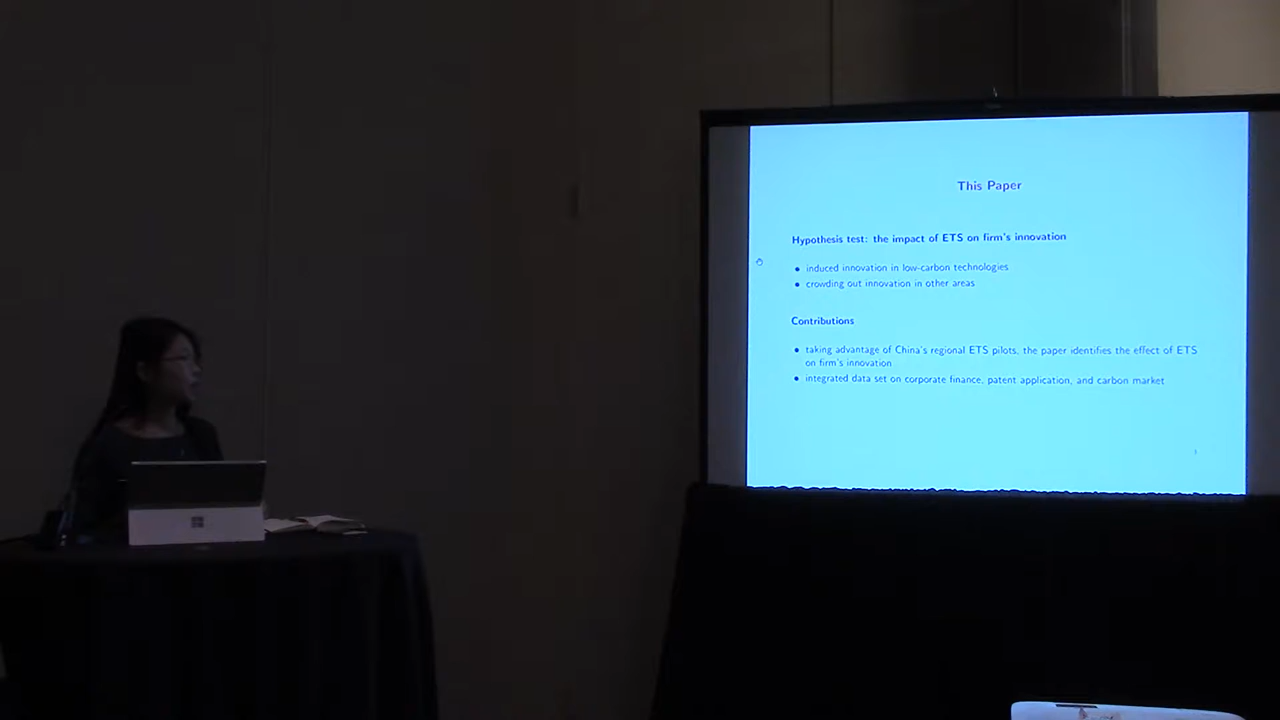 This Paper
Hypothesis test: the impact of ETS on firm's innovation
induced innovation in low-carbon technologies
crowding out innovation in other areas
Contributions
taking advantage of China's regional ETS pilots, the paper identifies the effect of ETS
on firm's innovation
integrated data set on corporate finance, patent application, and carbon market